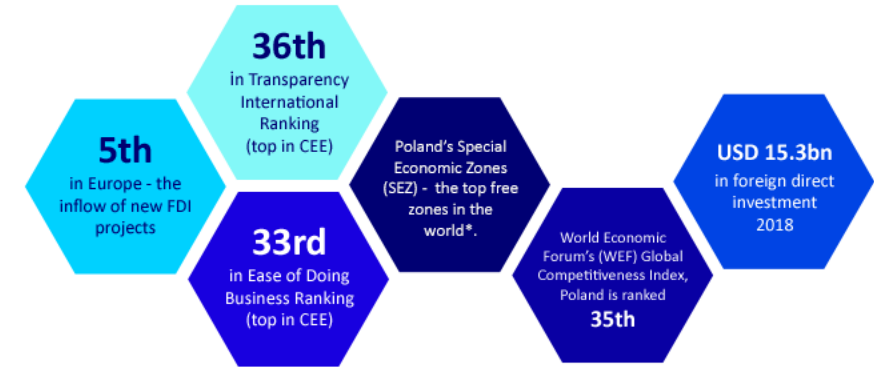 5th
in Europe - the
inflow of new FDI
projects
36th
in Transparency
International
Ranking
(top in CEE)
33rd
in Ease of Doing
Business Ranking
(top in CEE)
Poland's Special
Economic Zones
(SEZ) - the top free
zones in the
world*.
World Economic
Forum's (WEF) Global
Competitiveness Index,
Poland is ranked
35th
USD 15.3bn
in foreign direct
investment
2018